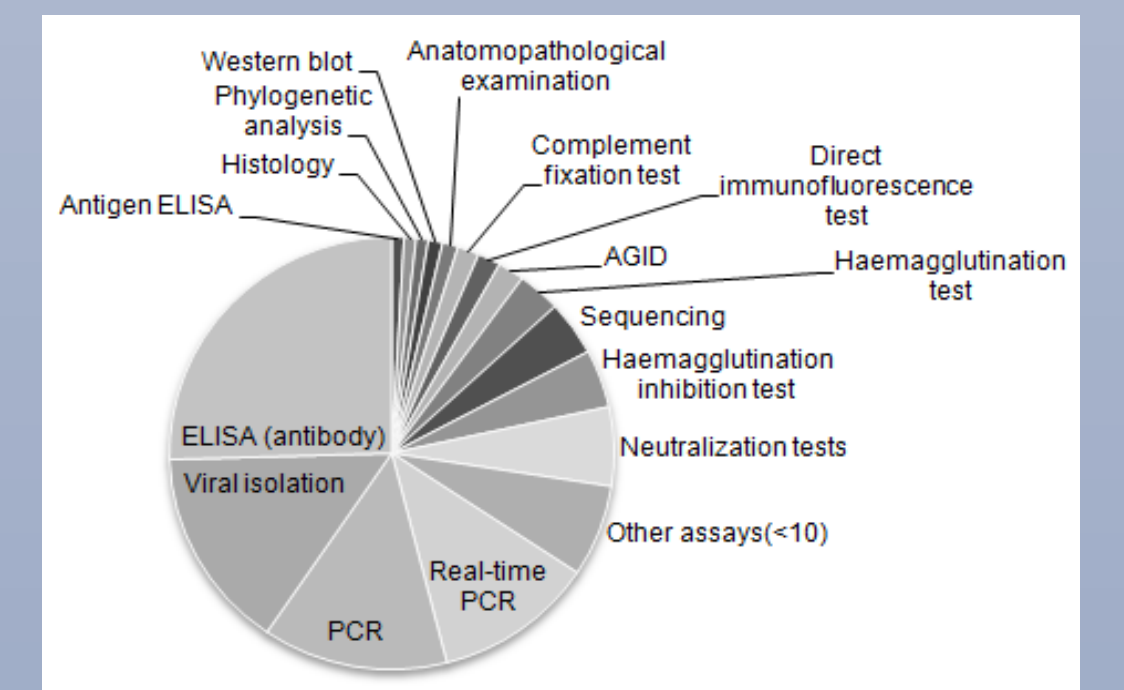 Western blot
Anatomopathological
examination
Phylogenetic
analysis
Histology
Antigen ELISA
Complement
fixation test
Direct
immunofluorescence
test
AGID
Haemagglutination
test
Sequencing
Haemagglutination
inhibition test
Neutralization tests
Other assays(<10)
Real-time
PCR
PCR
Viral isolation
ELISA (antibody)